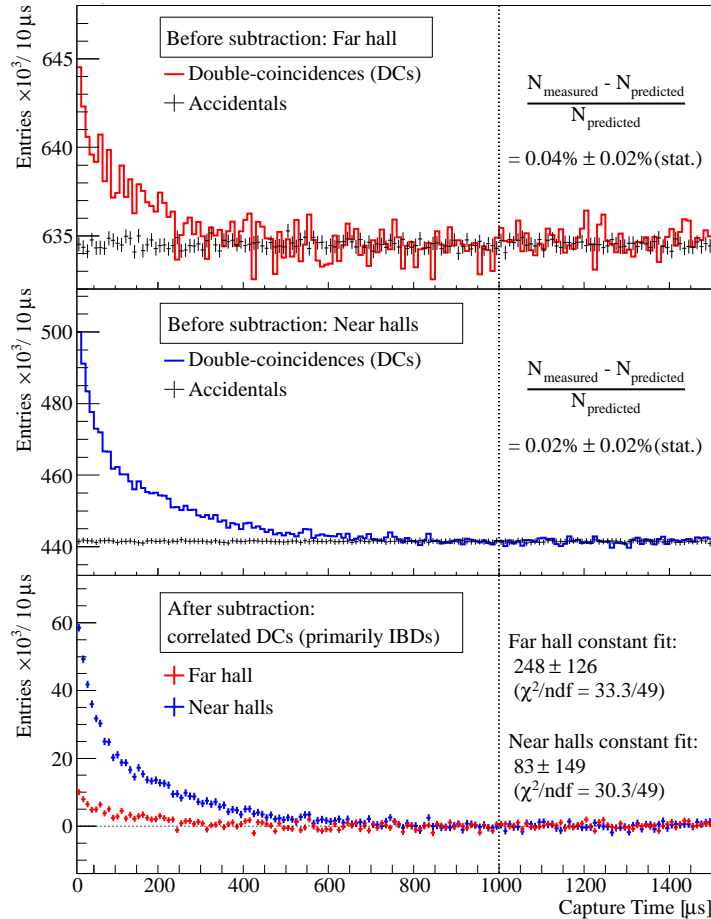 Before subtraction: Far hall
Double-coincidences (DCs)
Accidentals
N_measured - N_predicted
N_predicted
= 0.04% ± 0.02%(stat.)
Entries ×10³/ 10 µs
645
640
635
Before subtraction: Near halls
Double-coincidences (DCs)
Accidentals
N_measured - N_predicted
N_predicted
= 0.02% ± 0.02%(stat.)
Entries ×10³/ 10 µs
500
480
460
440
After subtraction:
correlated DCs (primarily IBDs)
Far hall
Near halls
Far hall constant fit:
248 ± 126
(χ²/ndf = 33.3/49)
Near halls constant fit:
83 ± 149
(χ²/ndf = 30.3/49)
Entries ×10³/ 10 µs
60
40
20
0
0 200 400 600 800 1000 1200 1400
Capture Time [µs]